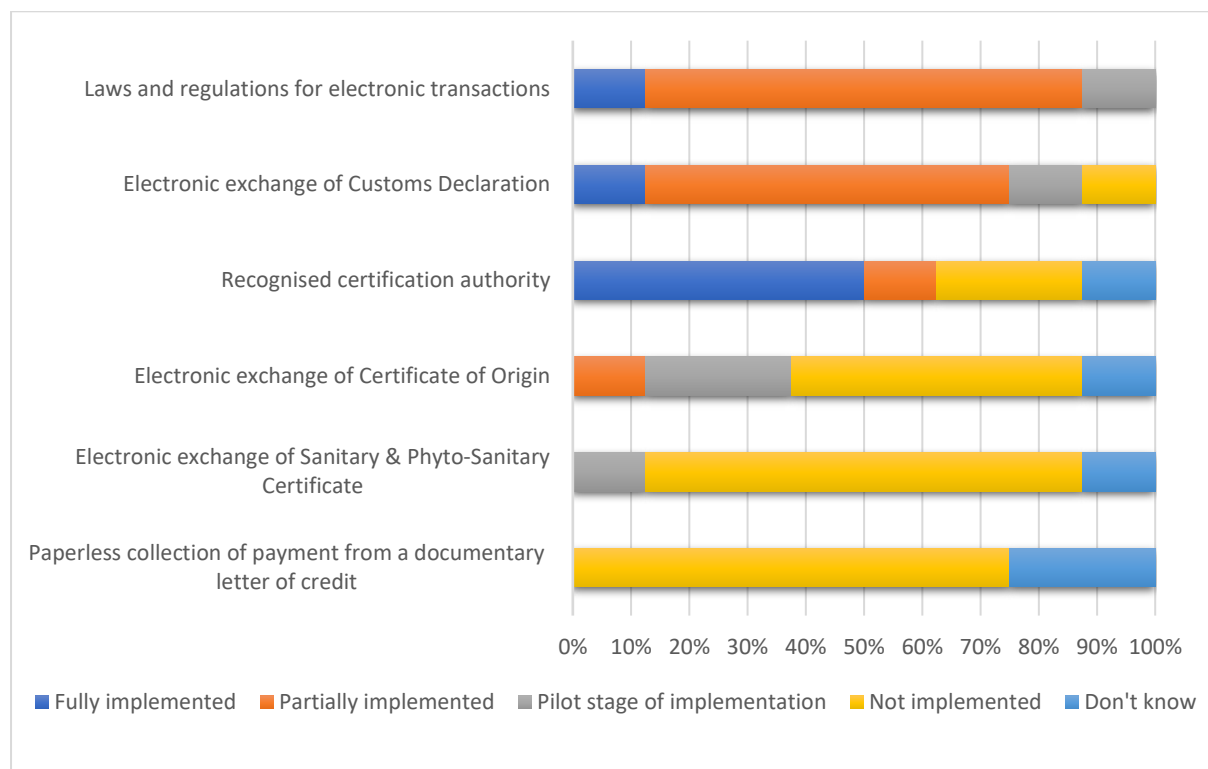 Laws and regulations for electronic transactions
Electronic exchange of Customs Declaration
Recognised certification authority
Electronic exchange of Certificate of Origin
Electronic exchange of Sanitary & Phyto-Sanitary
Certificate
Paperless collection of payment from a documentary
letter of credit
0% 10% 20% 30% 40% 50% 60% 70% 80% 90% 100%
Fully implemented Partially implemented Pilot stage of implementation Not implemented Don't know